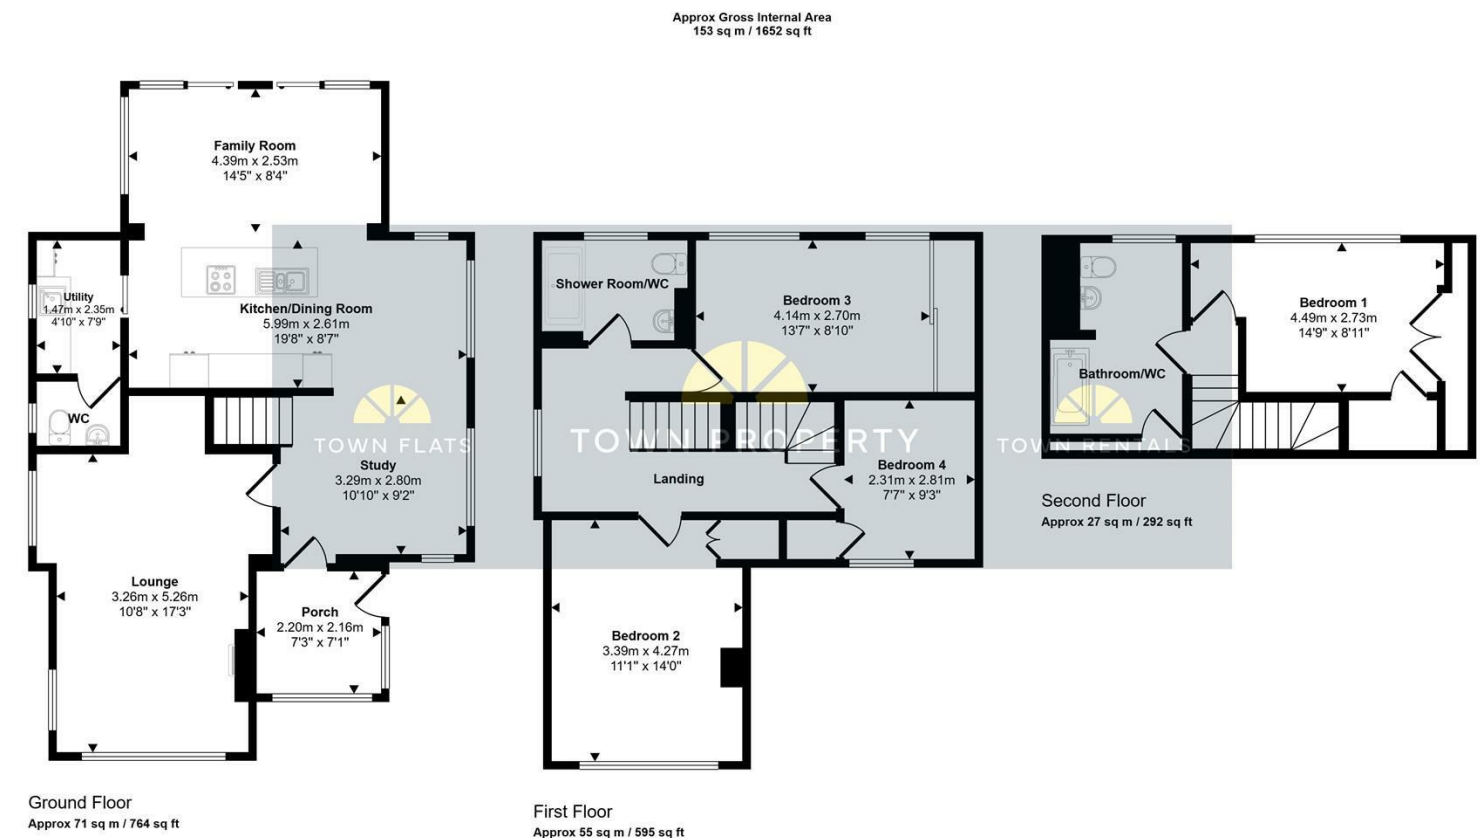 Approx Gross Internal Area
153 sq m / 1652 sq ft
Family Room
4.39m x 2.53m
14'5" x 8'4"
Utility
1.47m x 2.35m
4'10" x 7'9"
Kitchen/Dining Room
5.99m x 2.61m
19'8" x 8'7"
WC
TOWN FLATS
Study
3.29m x 2.80m
10'10" x 9'2"
Lounge
3.26m x 5.26m
10'8" x 17'3"
Porch
2.20m x 2.16m
7'3" x 7'1"
Ground Floor
Approx 71 sq m / 764 sq ft
Shower Room/WC
Bedroom 3
4.14m x 2.70m
13'7" x 8'10"
TOWN PROPERTY
Landing
Bedroom 4
2.31m x 2.81m
7'7" x 9'3"
Bedroom 2
3.39m x 4.27m
11'1" x 14'0"
First Floor
Approx 55 sq m / 595 sq ft
Bedroom 1
4.49m x 2.73m
14'9" x 8'11"
Bathroom/WC
TOWN RENTALS
Second Floor
Approx 27 sq m / 292 sq ft